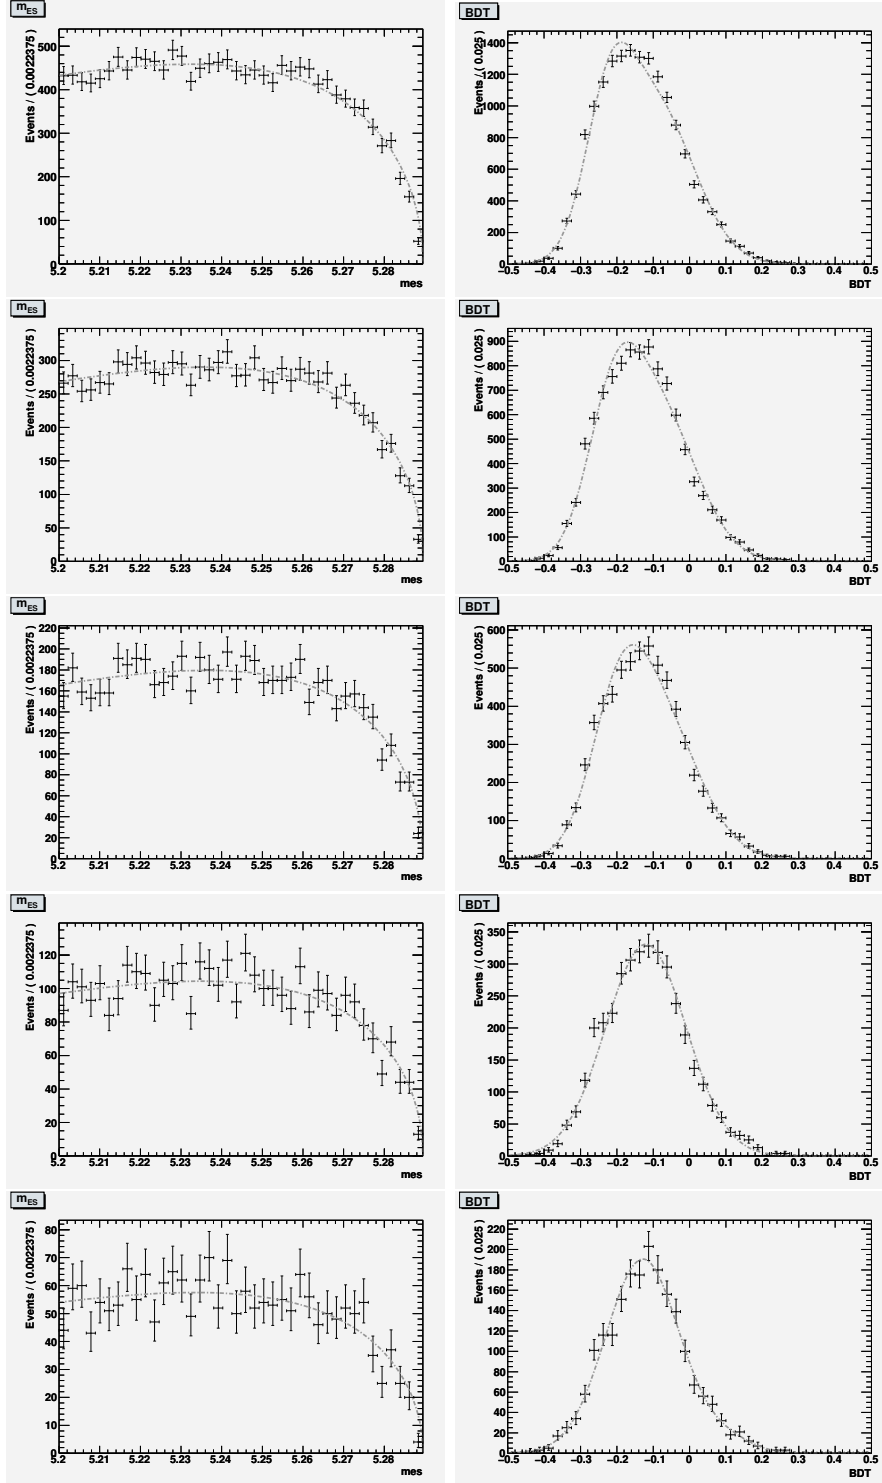 m_ES
BDT
Events / ( 0.0022375 )
500
400
300
200
100
0
5.2 5.21 5.22 5.23 5.24 5.25 5.26 5.27 5.28
mes
Events / ( 0.025 )
1400
1200
1000
800
600
400
200
0
−0.5 −0.4 −0.3 −0.2 −0.1 0 0.1 0.2 0.3 0.4 0.5
BDT
m_ES
BDT
Events / ( 0.0022375 )
300
250
200
150
100
50
0
5.2 5.21 5.22 5.23 5.24 5.25 5.26 5.27 5.28
mes
Events / ( 0.025 )
900
800
700
600
500
400
300
200
100
0
−0.5 −0.4 −0.3 −0.2 −0.1 0 0.1 0.2 0.3 0.4 0.5
BDT
m_ES
BDT
Events / ( 0.0022375 )
220
200
180
160
140
120
100
80
60
40
20
0
5.2 5.21 5.22 5.23 5.24 5.25 5.26 5.27 5.28
mes
Events / ( 0.025 )
600
500
400
300
200
100
0
−0.5 −0.4 −0.3 −0.2 −0.1 0 0.1 0.2 0.3 0.4 0.5
BDT
m_ES
BDT
Events / ( 0.0022375 )
120
100
80
60
40
20
0
5.2 5.21 5.22 5.23 5.24 5.25 5.26 5.27 5.28
mes
Events / ( 0.025 )
350
300
250
200
150
100
50
0
−0.5 −0.4 −0.3 −0.2 −0.1 0 0.1 0.2 0.3 0.4 0.5
BDT
m_ES
BDT
Events / ( 0.0022375 )
80
70
60
50
40
30
20
10
0
5.2 5.21 5.22 5.23 5.24 5.25 5.26 5.27 5.28
mes
Events / ( 0.025 )
220
200
180
160
140
120
100
80
60
40
20
0
−0.5 −0.4 −0.3 −0.2 −0.1 0 0.1 0.2 0.3 0.4 0.5
BDT